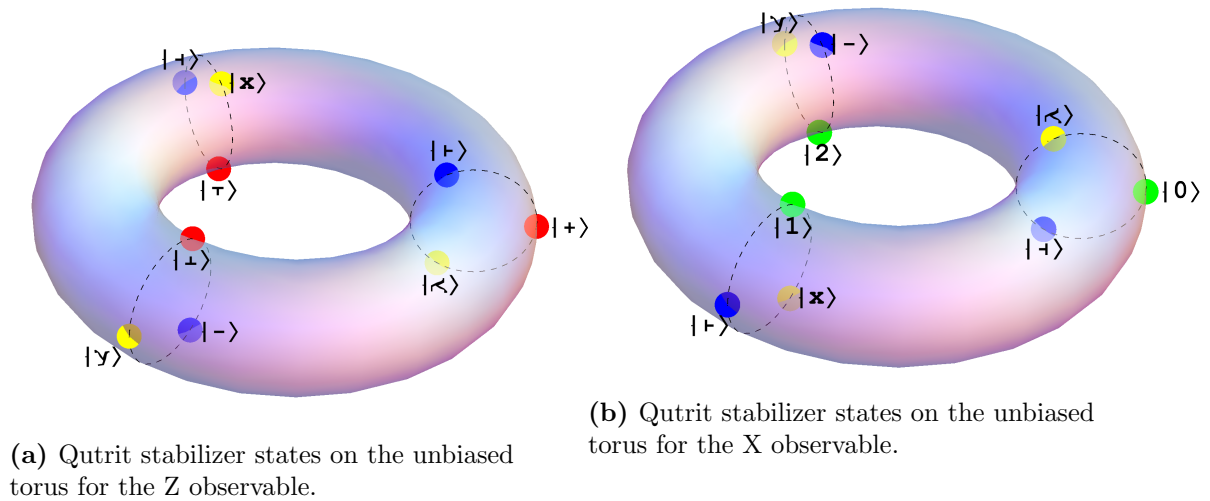 |⊣⟩
|x⟩
|⊢⟩
|⊤⟩
|+⟩
|⊥⟩
|≺⟩
|-⟩
|y⟩
(a) Qutrit stabilizer states on the unbiased
torus for the Z observable.
|y⟩
|-⟩
|≺⟩
|2⟩
|0⟩
|1⟩
|⊣⟩
|x⟩
|⊢⟩
(b) Qutrit stabilizer states on the unbiased
torus for the X observable.